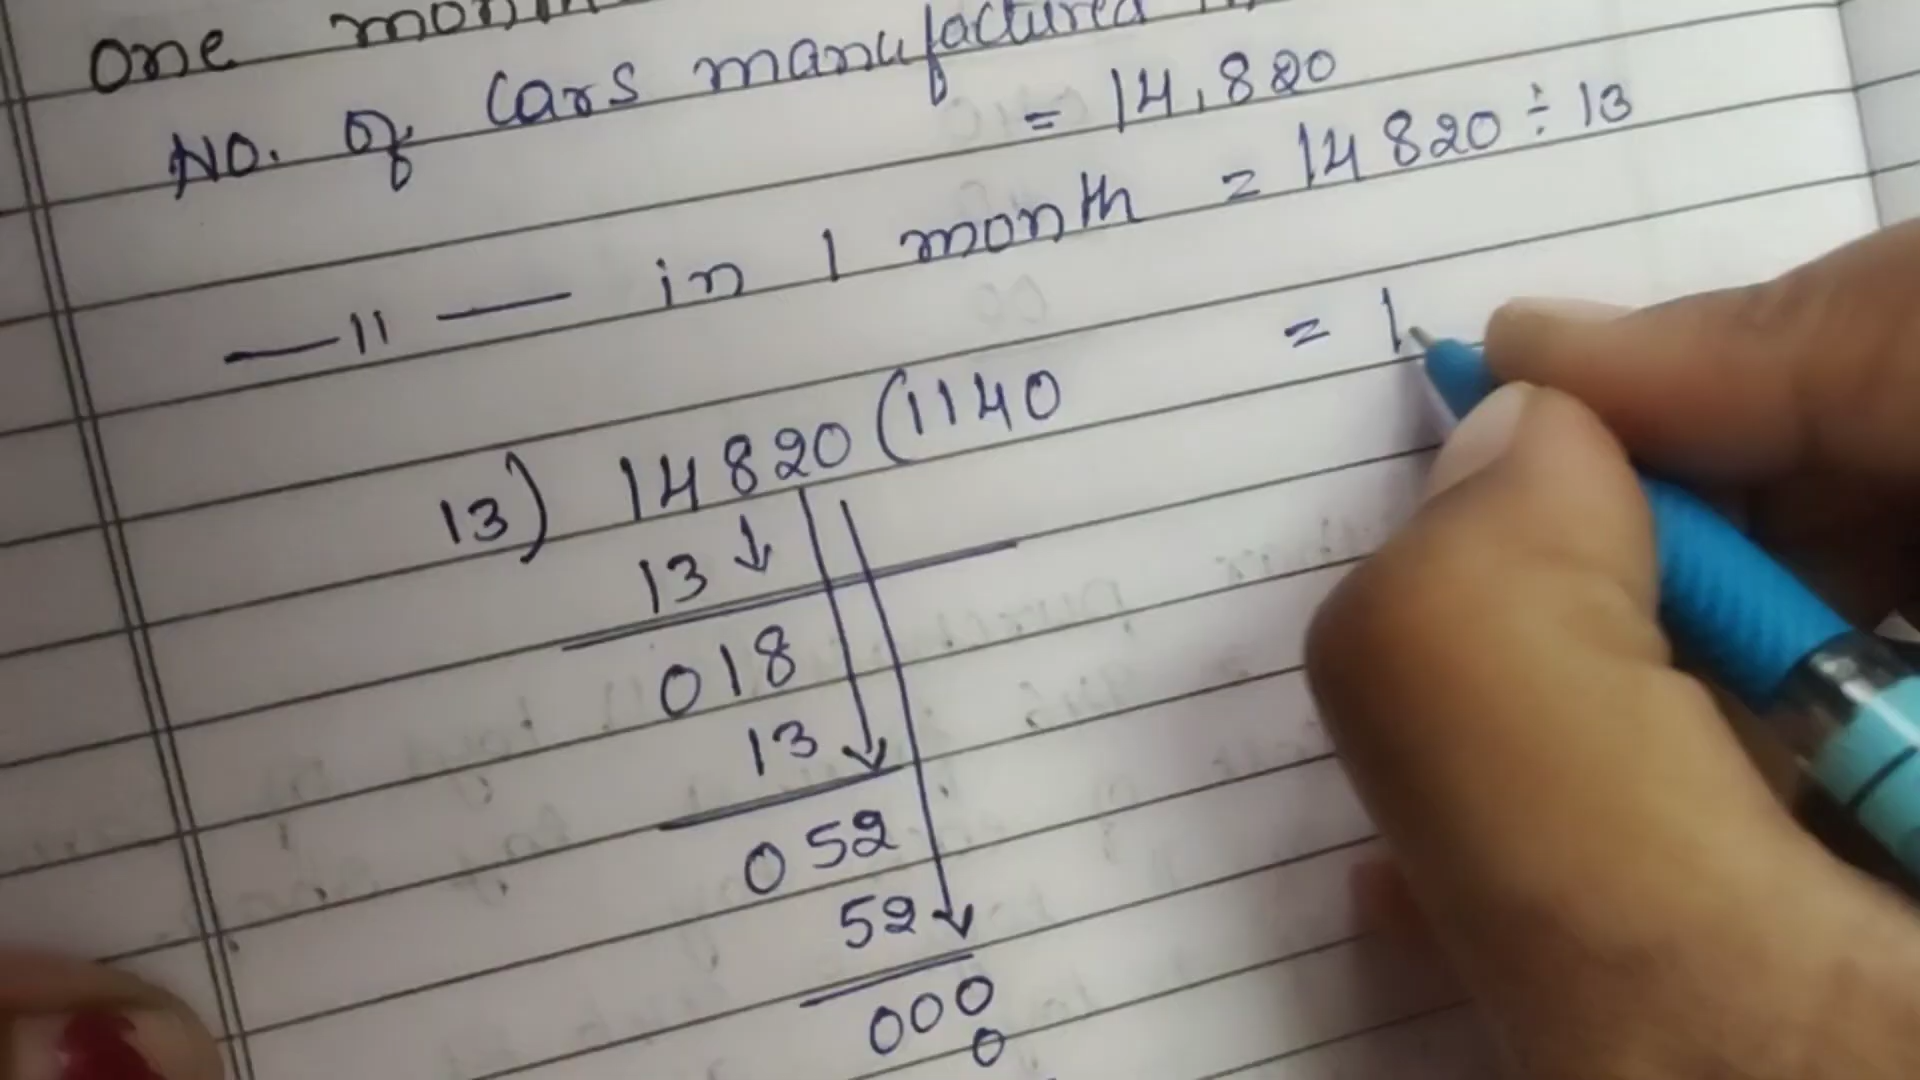 One
No. of Cars manufactured
= 14,820
—11— in 1 month = 14820 ÷ 13
= 1
13) 14820 (1140
13
018
13
052
52
000
0